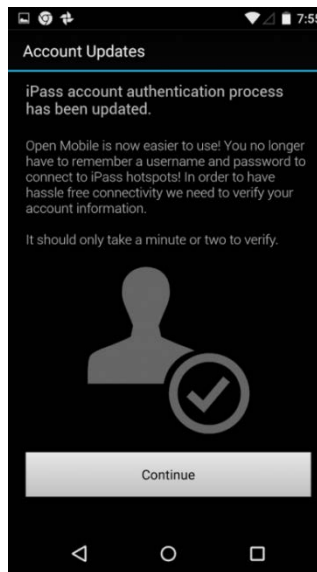 7:55
Account Updates
iPass account authentication process
has been updated.
Open Mobile is now easier to use! You no longer
have to remember a username and password to
connect to iPass hotspots! In order to have
hassle free connectivity we need to verify your
account information.
It should only take a minute or two to verify.
Continue